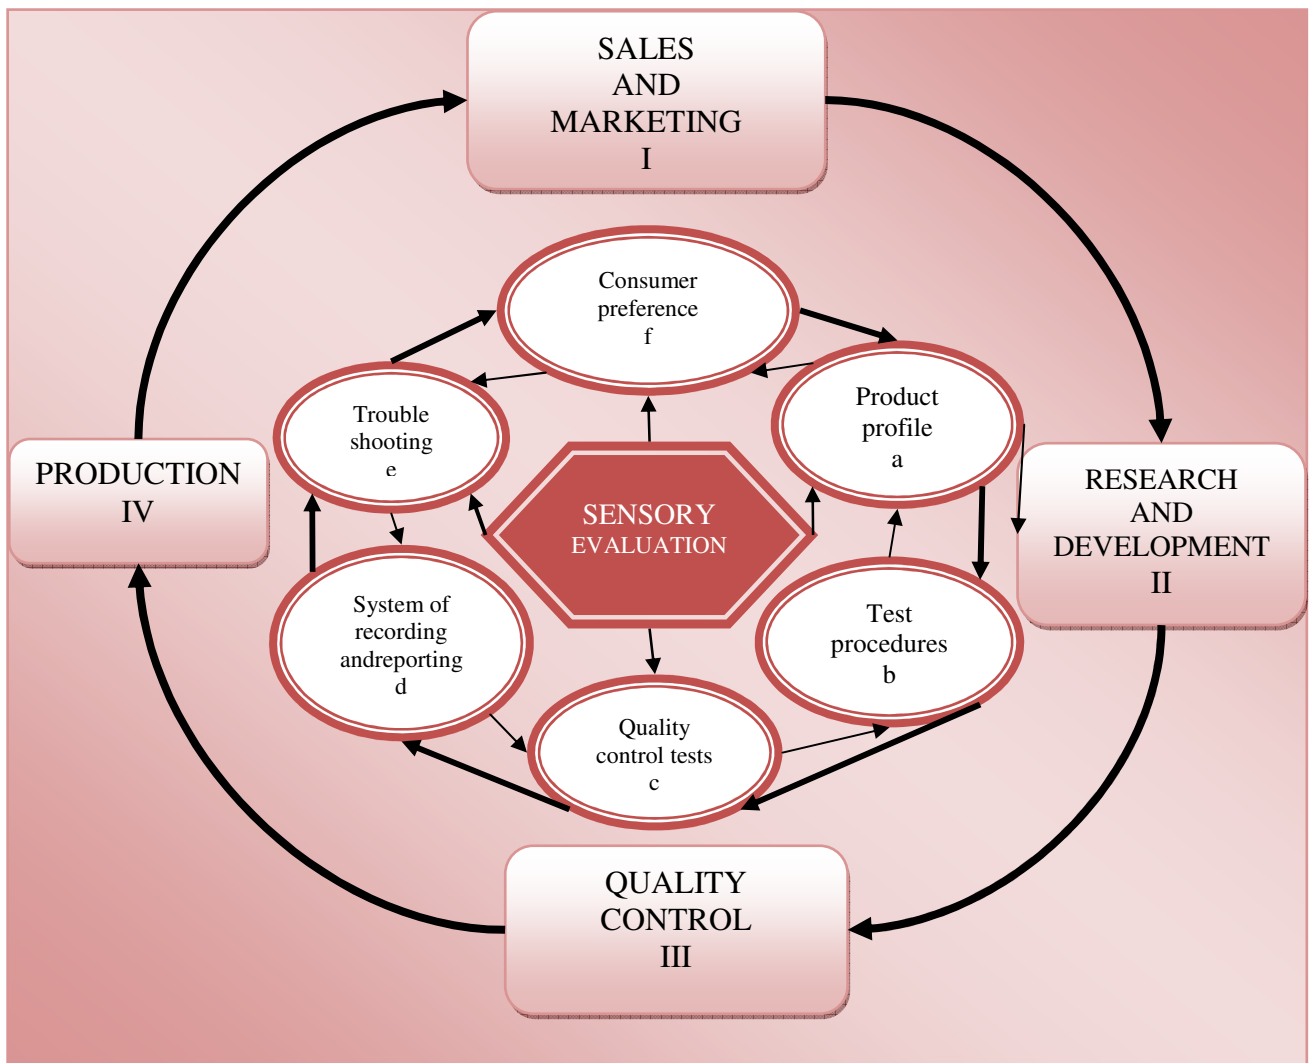 SALES
AND
MARKETING
I
Consumer
preference
f
Trouble
shooting
e
Product
profile
a
PRODUCTION
IV
SENSORY
EVALUATION
RESEARCH
AND
DEVELOPMENT
II
System of
recording
andreporting
d
Test
procedures
b
Quality
control tests
c
QUALITY
CONTROL
III